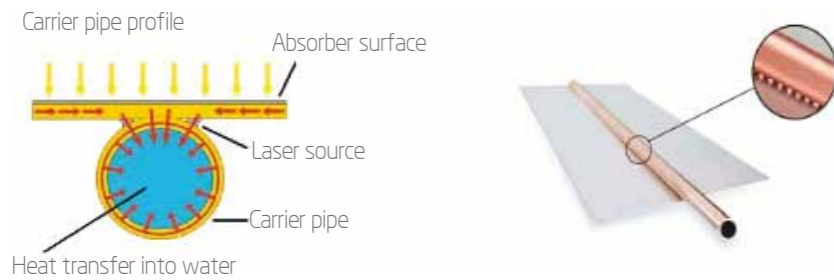 Carrier pipe profile
Absorber surface
Laser source
Carrier pipe
Heat transfer into water